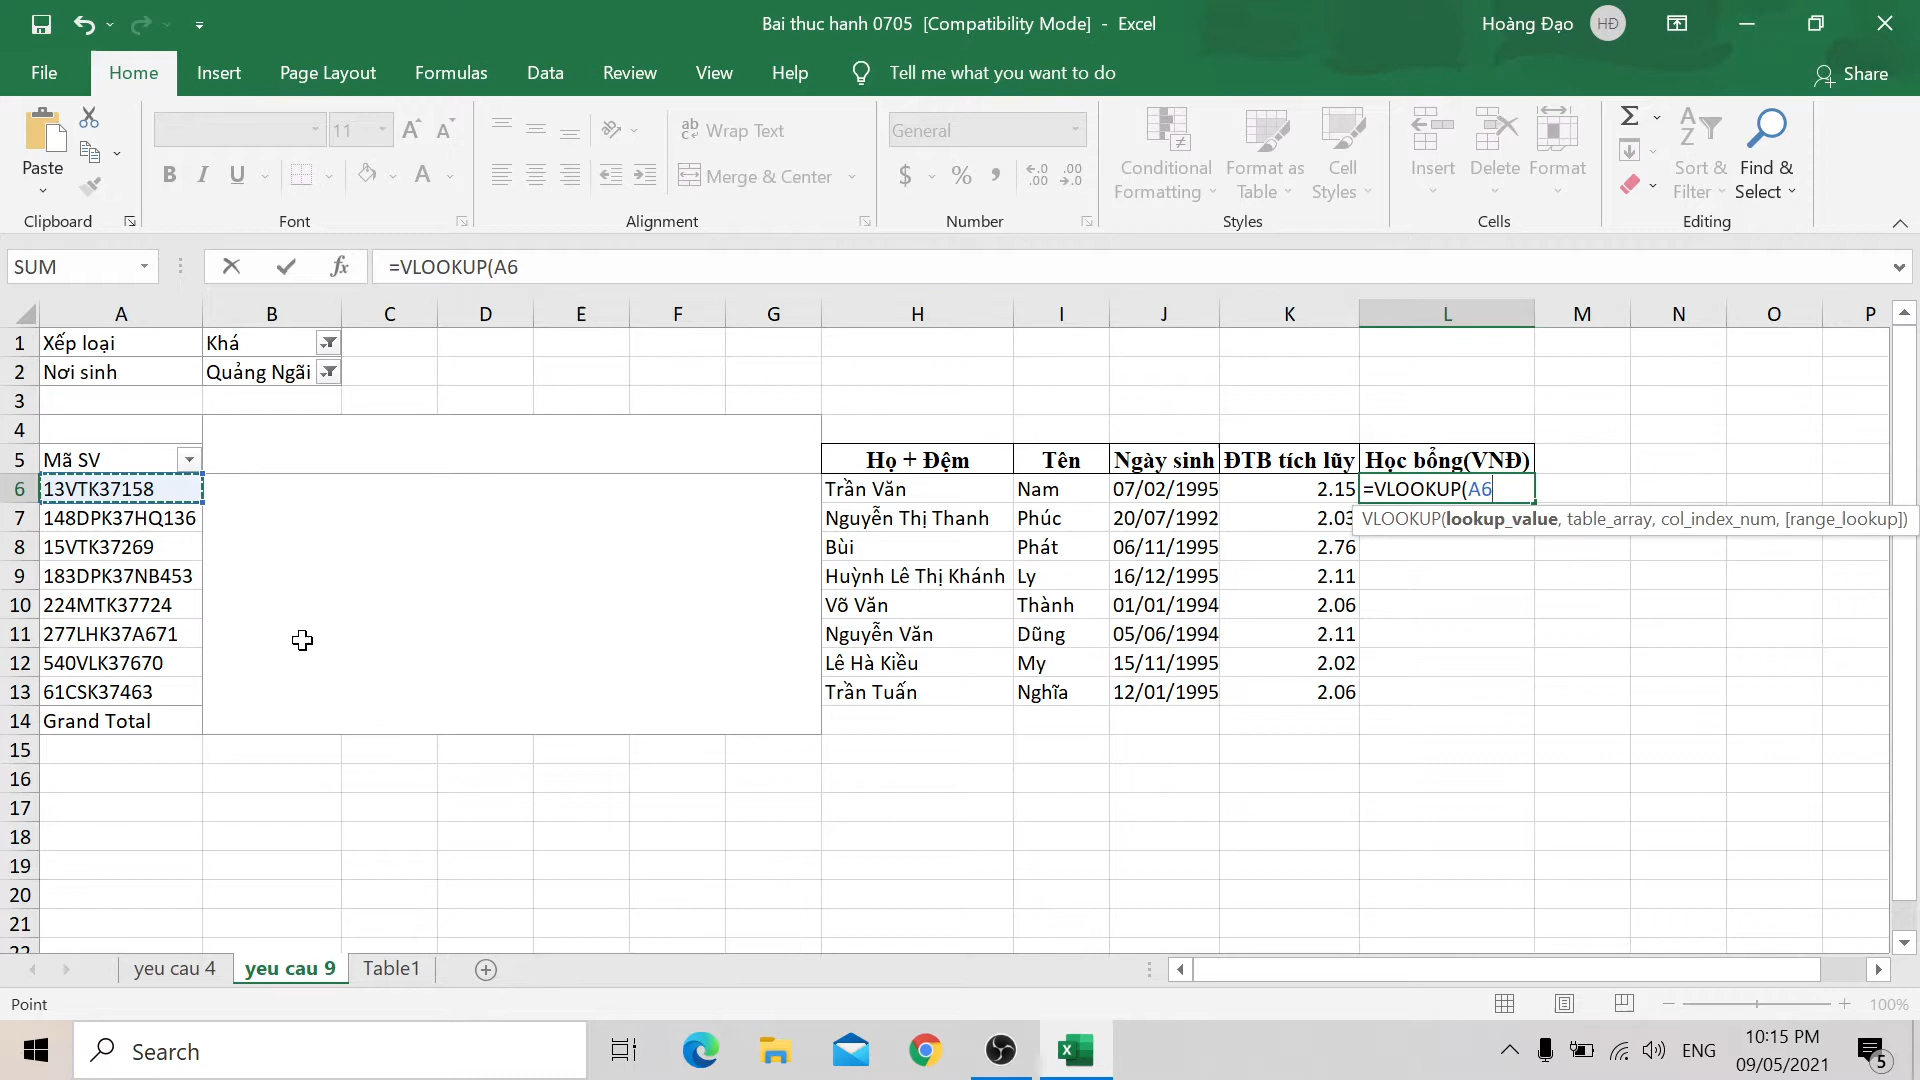 Bai thuc hanh 0705 [Compatibility Mode] - Excel
Hoàng Đạo HĐ
File Home Insert Page Layout Formulas Data Review View Help Tell me what you want to do Share
Paste
Clipboard
11
B I U A
Font
ab Wrap Text
Merge & Center
Alignment
General
$ % , .00
Number
Conditional Formatting
Format as Table
Cell Styles
Styles
Insert Delete Format
Cells
Sort & Filter
Find & Select
Editing
SUM fx =VLOOKUP(A6
A B C D E F G H I J K L M N O P
1 Xếp loại Khá
2 Nơi sinh Quảng Ngãi
3
4
5 Mã SV Họ + Đệm Tên Ngày sinh ĐTB tích lũy Học bổng(VNĐ)
6 13VTK37158 Trần Văn Nam 07/02/1995 2.15 =VLOOKUP(A6
7 148DPK37HQ136 Nguyễn Thị Thanh Phúc 20/07/1992 2.03
VLOOKUP(lookup_value, table_array, col_index_num, [range_lookup])
8 15VTK37269 Bùi Phát 06/11/1995 2.76
9 183DPK37NB453 Huỳnh Lê Thị Khánh Ly 16/12/1995 2.11
10 224MTK37724 Võ Văn Thành 01/01/1994 2.06
11 277LHK37A671 Nguyễn Văn Dũng 05/06/1994 2.11
12 540VLK37670 Lê Hà Kiều My 15/11/1995 2.02
13 61CSK37463 Trần Tuấn Nghĩa 12/01/1995 2.06
14 Grand Total
15
16
17
18
19
20
21
22
yeu cau 4 yeu cau 9 Table1
Point 100%
Search
ENG
10:15 PM
09/05/2021
5